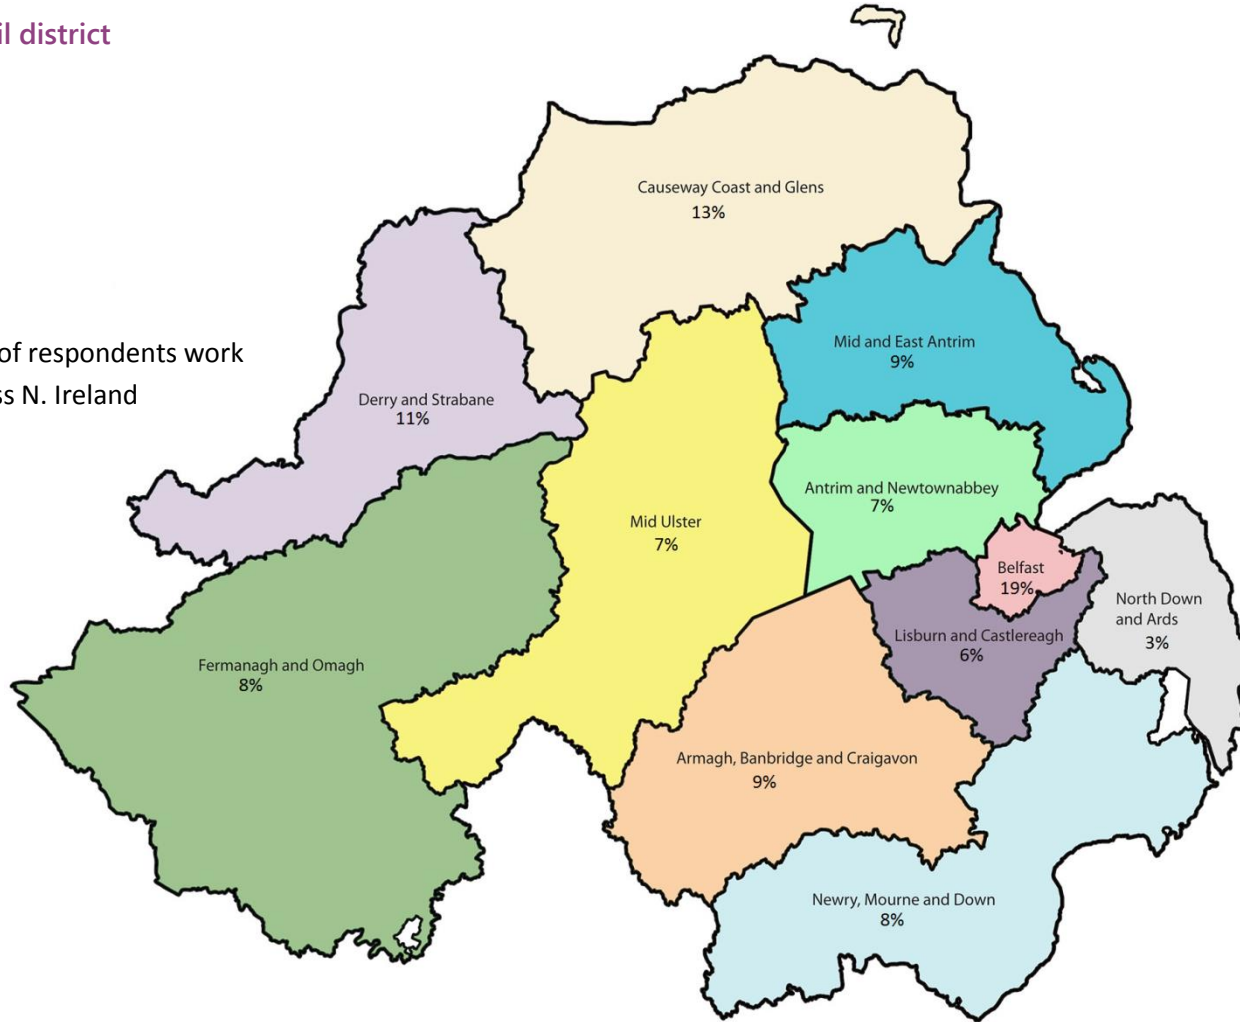 il district
Causeway Coast and Glens
13%
Mid and East Antrim
9%
of respondents work
ss N. Ireland
Derry and Strabane
11%
Antrim and Newtownabbey
7%
Mid Ulster
7%
Belfast
19%
North Down
and Ards
3%
Lisburn and Castlereagh
6%
Fermanagh and Omagh
8%
Armagh, Banbridge and Craigavon
9%
Newry, Mourne and Down
8%